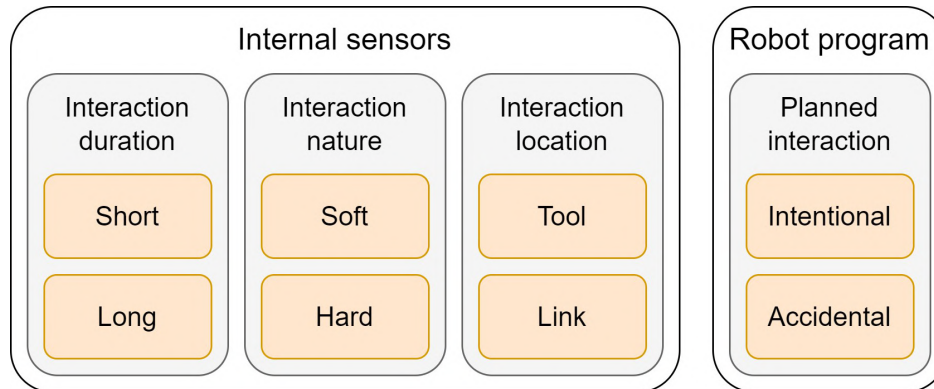 Internal sensors
Interaction
duration
Short
Long
Interaction
nature
Soft
Hard
Interaction
location
Tool
Link
Robot program
Planned
interaction
Intentional
Accidental